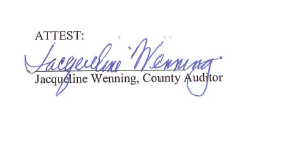 ATTEST:
Jacqueline Wenning
Jacqueline Wenning, County Auditor